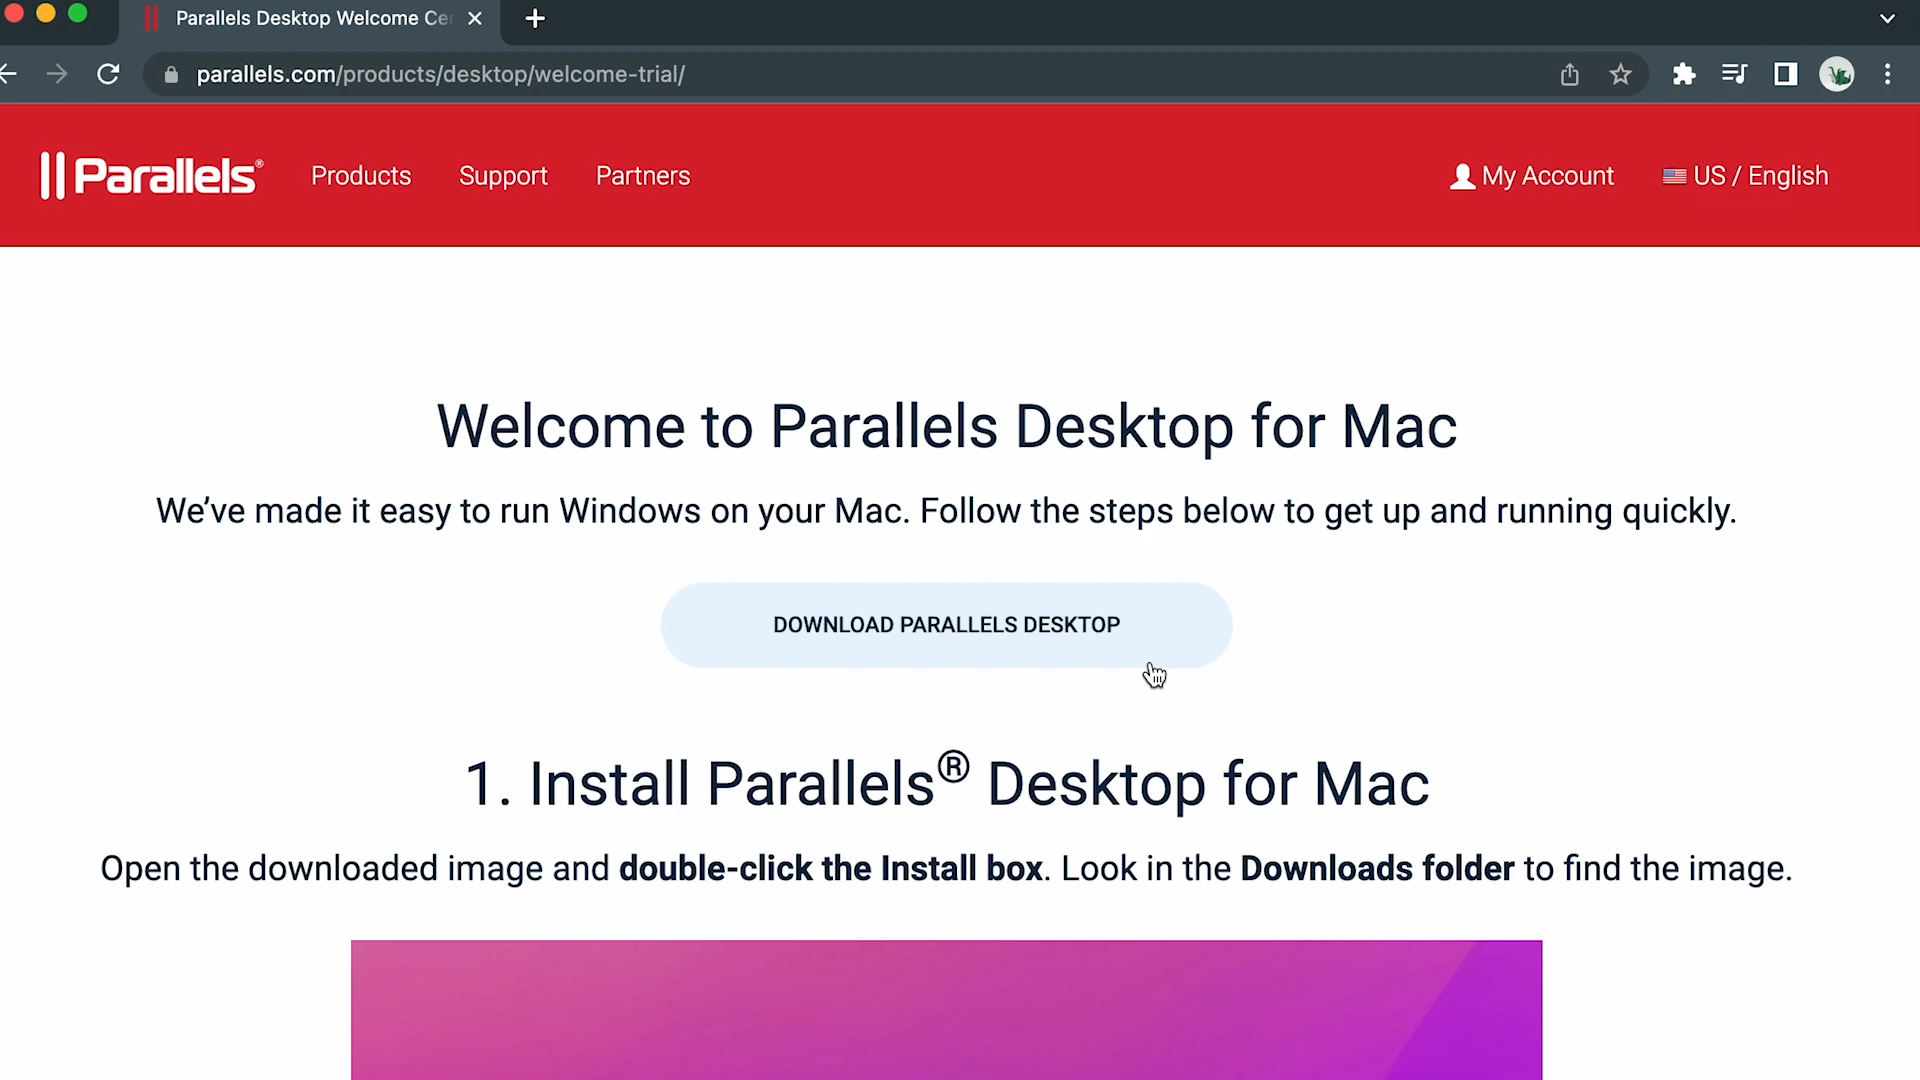 Parallels Desktop Welcome Ce
parallels.com/products/desktop/welcome-trial/
Parallels®
Products
Support
Partners
My Account
US / English
Welcome to Parallels Desktop for Mac
We’ve made it easy to run Windows on your Mac. Follow the steps below to get up and running quickly.
DOWNLOAD PARALLELS DESKTOP
1. Install Parallels® Desktop for Mac
Open the downloaded image and double-click the Install box. Look in the Downloads folder to find the image.